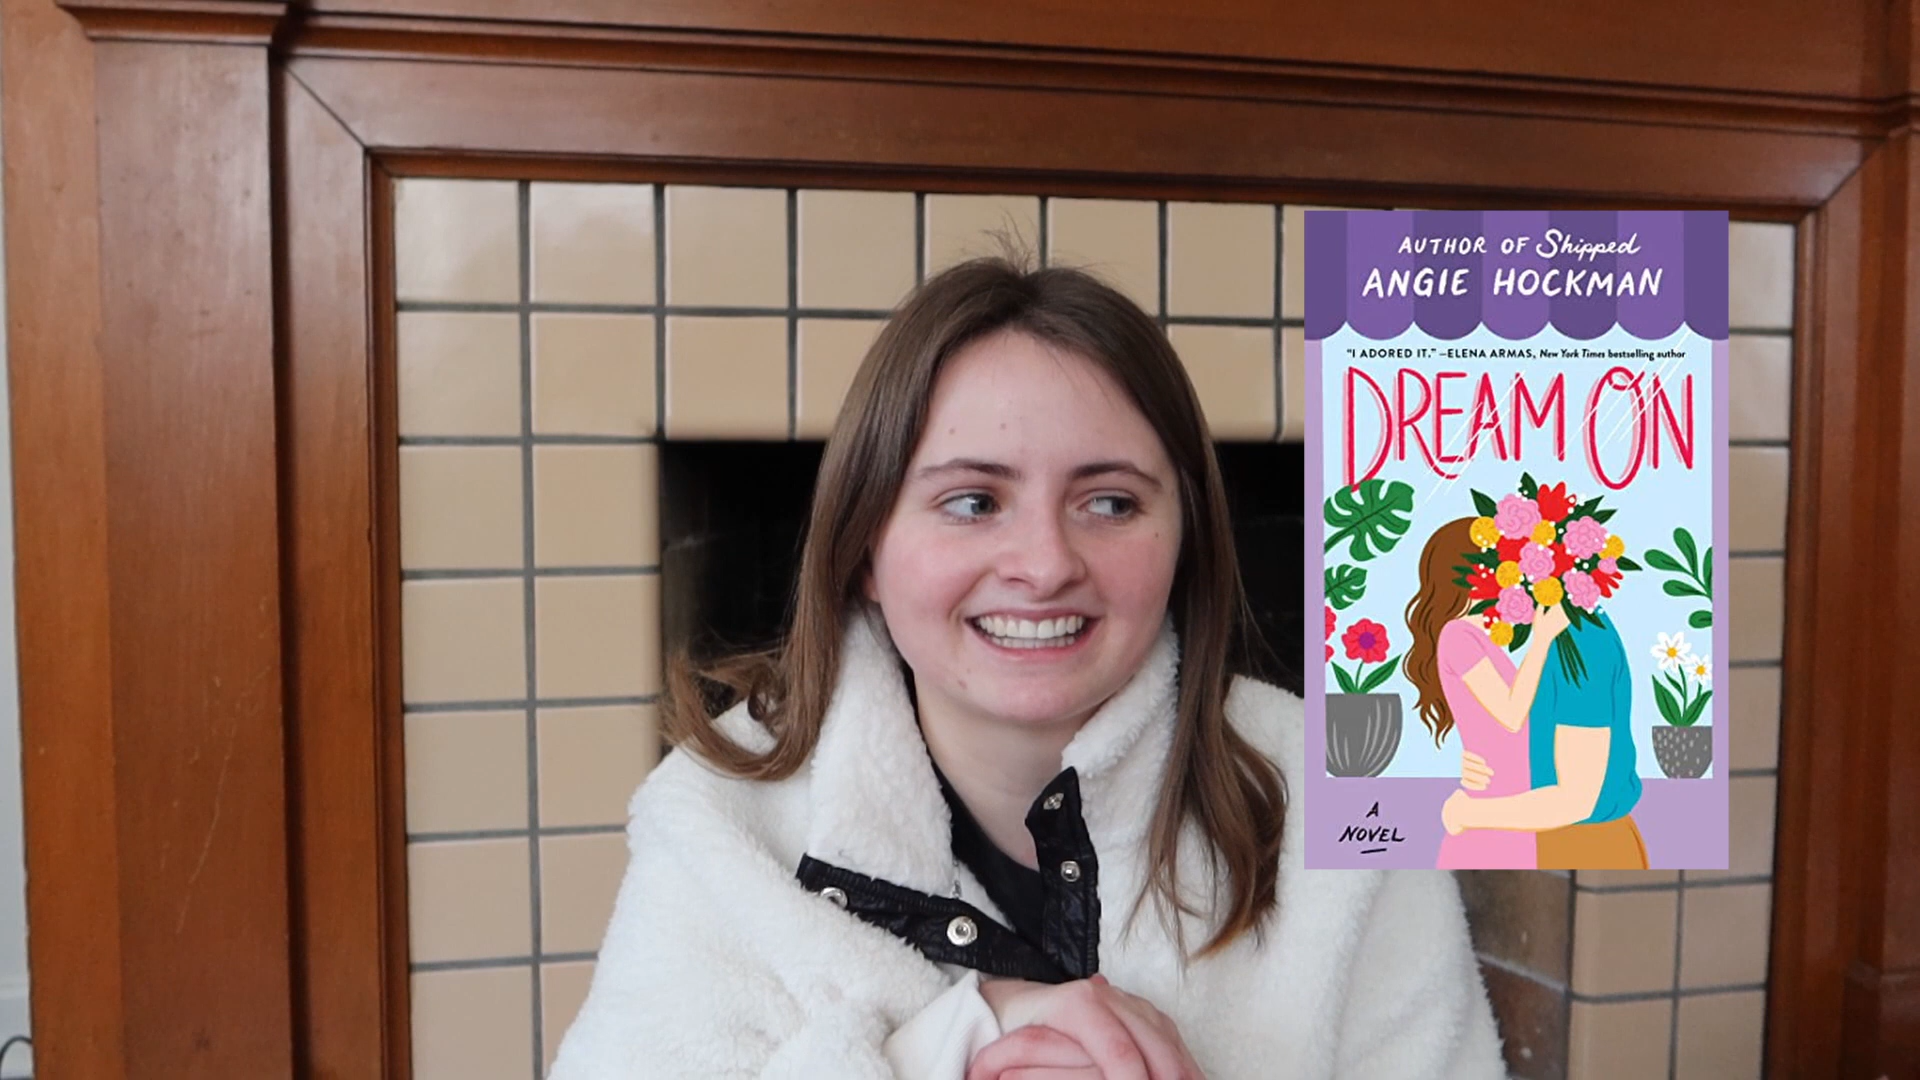 AUTHOR OF Shipped
ANGIE HOCKMAN
"I ADORED IT." —ELENA ARMAS, New York Times bestselling author
DREAM ON
A
NOVEL